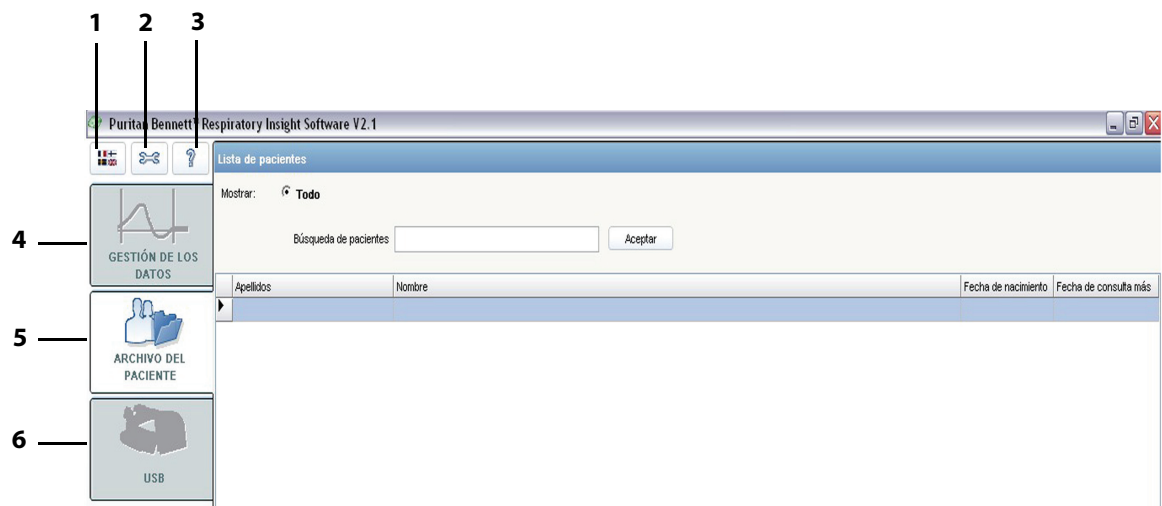 1 2 3
Puritan Bennett™ Respiratory Insight Software V2.1
Lista de pacientes
Mostrar: Todo
Búsqueda de pacientes Aceptar
4
GESTIÓN DE LOS
DATOS
Apellidos Nombre Fecha de nacimiento Fecha de consulta más
5
ARCHIVO DEL
PACIENTE
6
USB